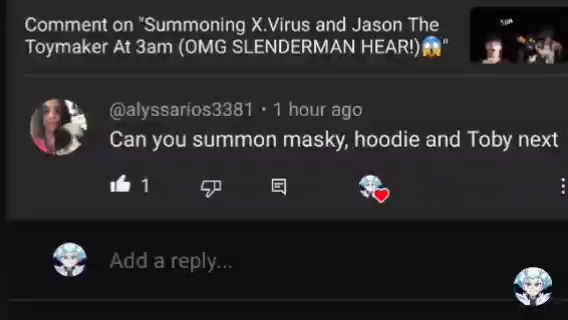 Comment on "Summoning X.Virus and Jason The
Toymaker At 3am (OMG SLENDERMAN HEAR!)😱"
@alyssarios3381 • 1 hour ago
Can you summon masky, hoodie and Toby next
1
Add a reply...